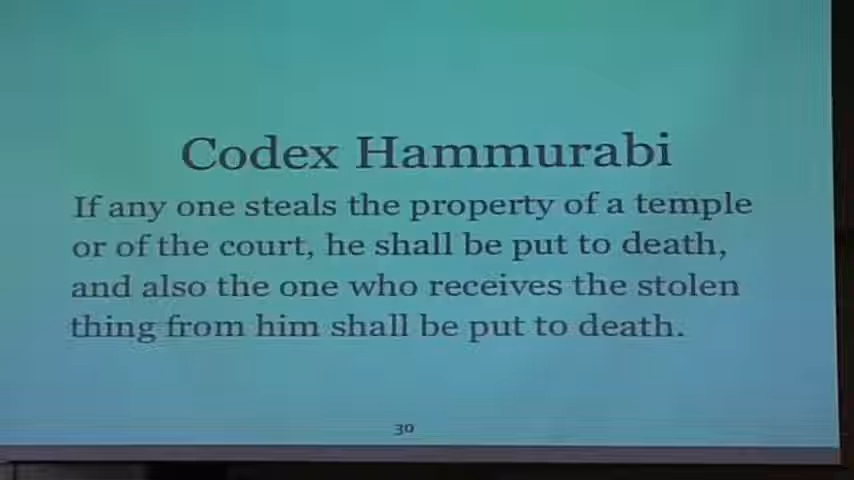 Codex Hammurabi
If any one steals the property of a temple
or of the court, he shall be put to death,
and also the one who receives the stolen
thing from him shall be put to death.
30